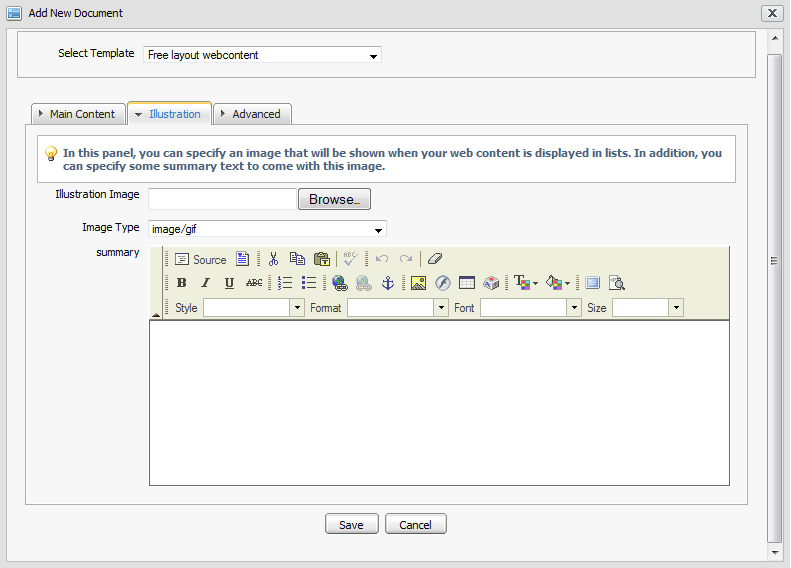 Add New Document
Select Template Free layout webcontent
Main Content Illustration Advanced
In this panel, you can specify an image that will be shown when your web content is displayed in lists. In addition, you
can specify some summary text to come with this image.
Illustration Image Browse...
Image Type image/gif
summary Source
B I U ABC
Style Format Font Size
Save Cancel